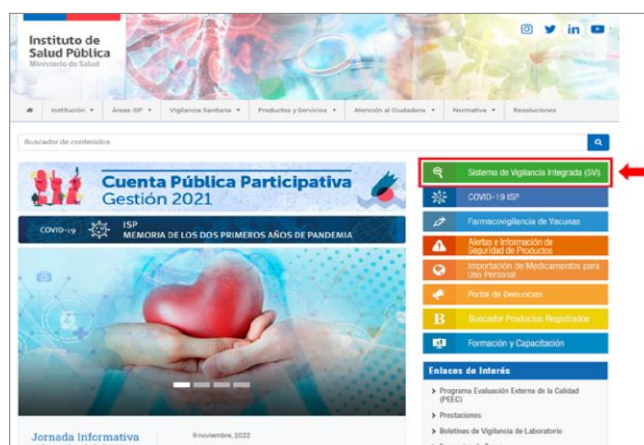 Instituto de
Salud Pública
Ministerio de Salud
in
Institución
Áreas ISP
Vigilancia Sanitaria
Productos y Servicios
Atención al Ciudadano
Normativa
Resoluciones
Buscador de contenidos
Cuenta Pública Participativa
Gestión 2021
COVID-19
ISP
MEMORIA DE LOS DOS PRIMEROS AÑOS DE PANDEMIA
Sistema de Vigilancia Integrada (SVI)
COVID-19 ISP
Farmacovigilancia de Vacunas
Alertas e Información de
Seguridad de Productos
Importación de Medicamentos para
Uso Personal
Portal de Denuncias
B
Buscador Productos Registrados
Formación y Capacitación
Enlaces de Interés
Programa Evaluación Externa de la Calidad
(PEEC)
Prestaciones
Boletines de Vigilancia de Laboratorio
Jornada Informativa
9 noviembre, 2022